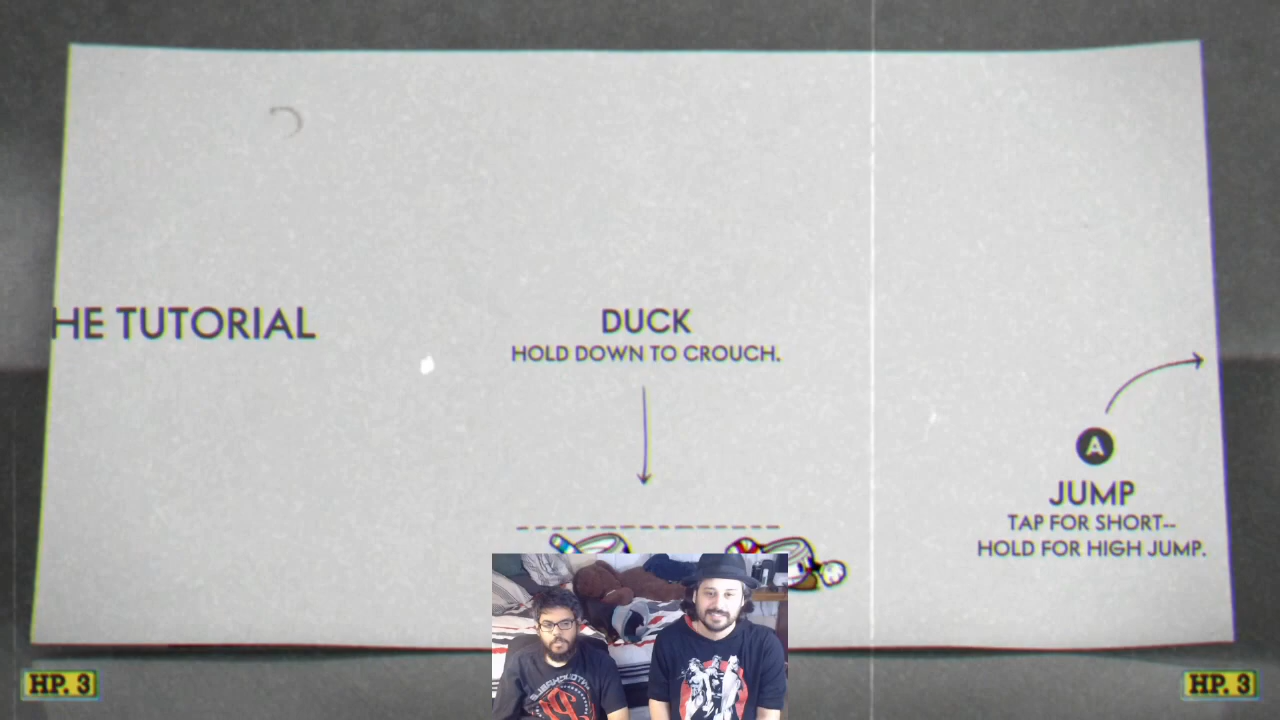 HE TUTORIAL
DUCK
HOLD DOWN TO CROUCH.
A
JUMP
TAP FOR SHORT--
HOLD FOR HIGH JUMP.
HP. 3
HP. 3